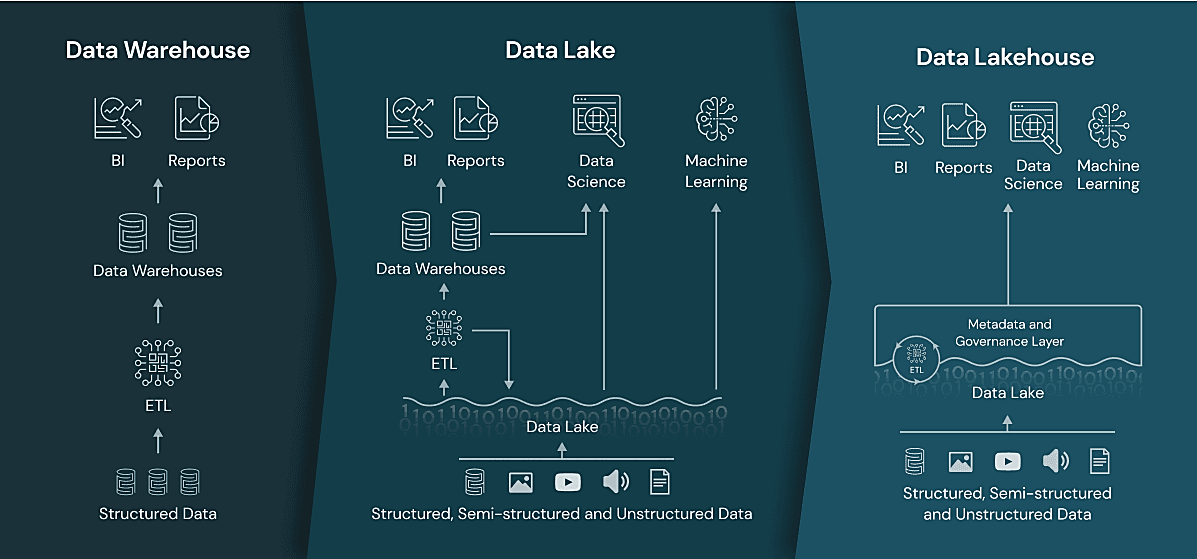 Data Warehouse
BI
Reports
Data Warehouses
ETL
Structured Data
Data Lake
BI
Reports
Data
Science
Machine
Learning
Data Warehouses
ETL
Data Lake
Structured, Semi-structured and Unstructured Data
Data Lakehouse
BI
Reports
Data
Science
Machine
Learning
Metadata and
Governance Layer
ETL
Data Lake
Structured, Semi-structured
and Unstructured Data